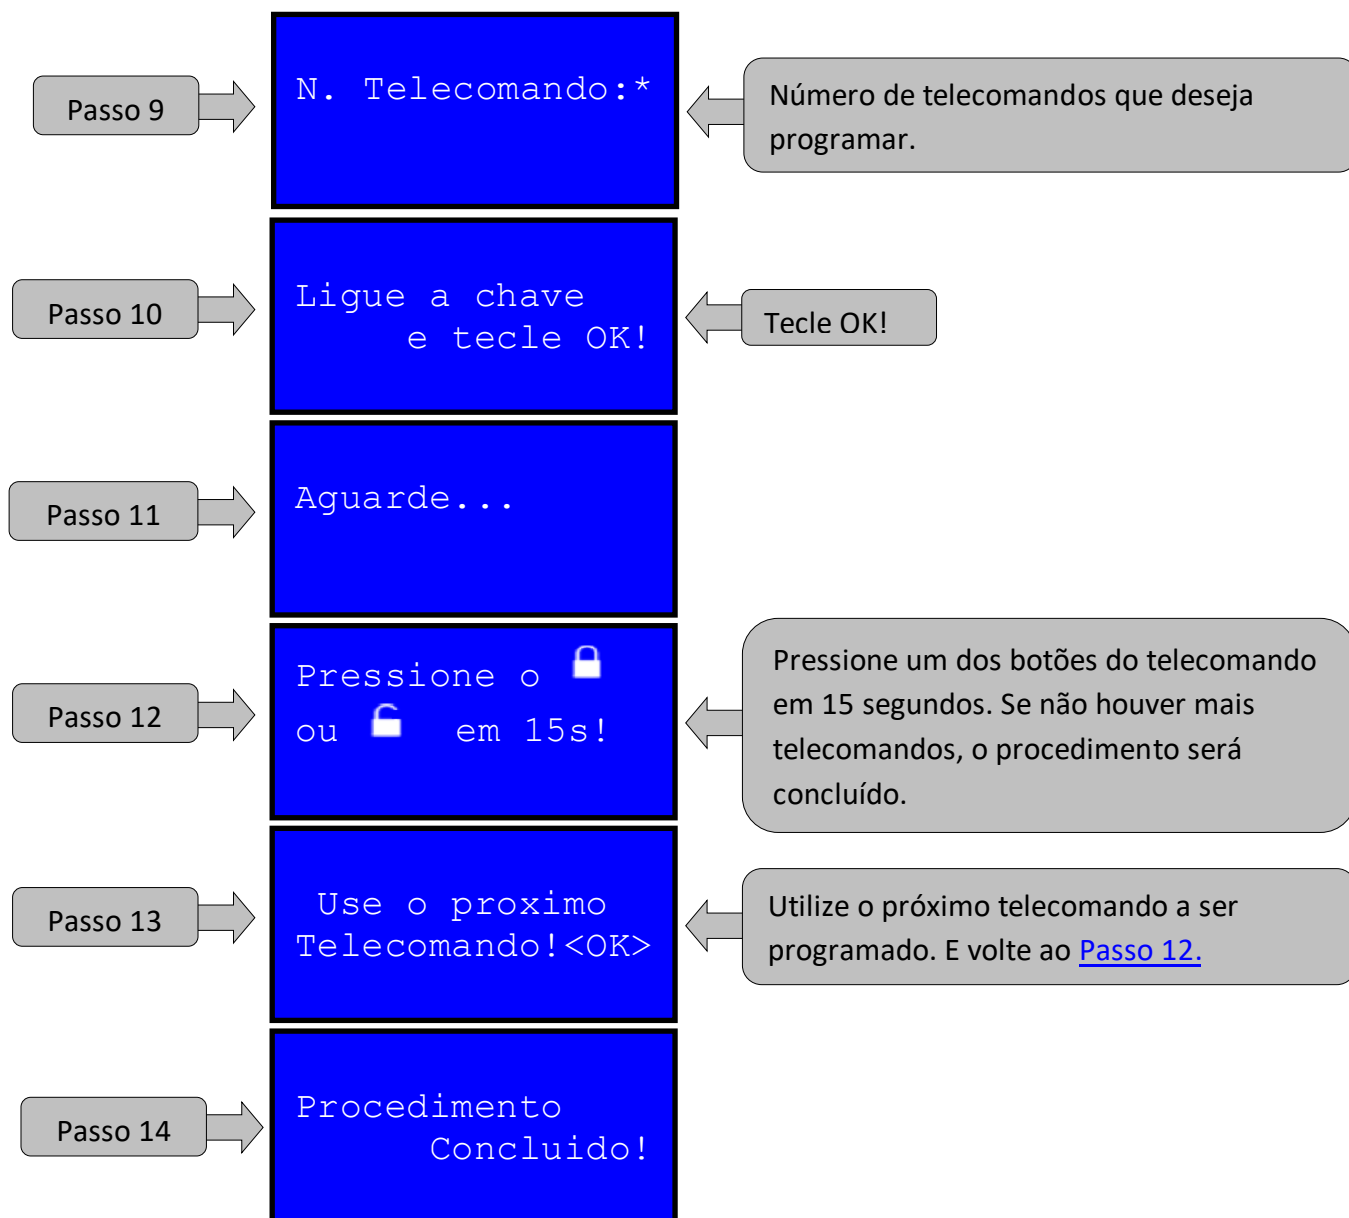 Passo 9
N. Telecomando:*
Número de telecomandos que deseja
programar.
Passo 10
Ligue a chave
e tecle OK!
Tecle OK!
Passo 11
Aguarde...
Passo 12
Pressione o
ou em 15s!
Pressione um dos botões do telecomando
em 15 segundos. Se não houver mais
telecomandos, o procedimento será
concluído.
Passo 13
Use o proximo
Telecomando!<OK>
Utilize o próximo telecomando a ser
programado. E volte ao Passo 12.
Passo 14
Procedimento
Concluido!